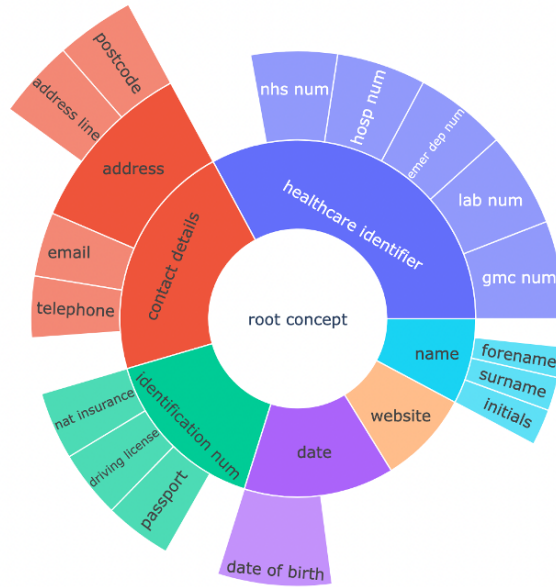 postcode
address line
address
email
telephone
contact details
nhs num
hosp num
emer dep num
lab num
gmc num
healthcare identifier
root concept
name
forename
surname
initials
website
date
date of birth
identification num
nat insurance
driving license
passport